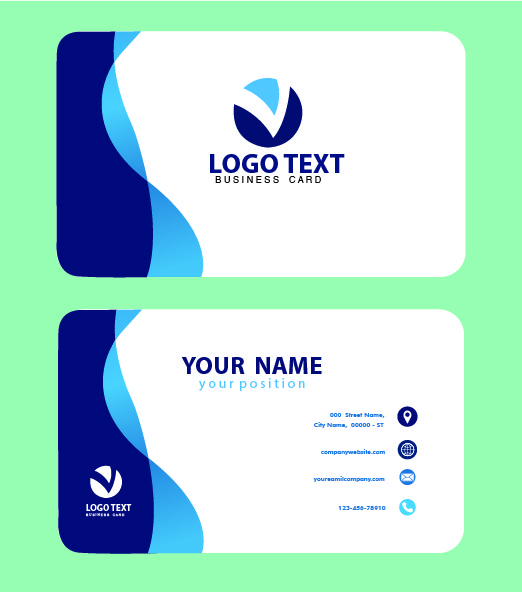 LOGO TEXT
BUSINESS CARD
YOUR NAME
your position
000 Street Name,
City Name, 00000 - ST
companywebsite.com
youreamilcompany.com
123-456-78910
LOGO TEXT
BUSINESS CARD